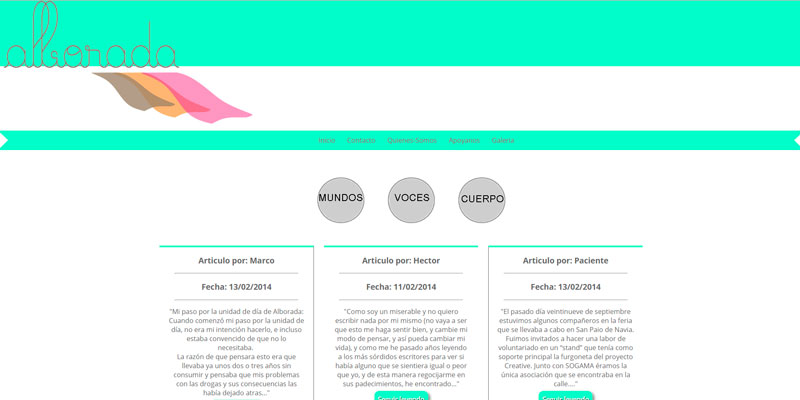 alborada
Inicio Contacto Quienes Somos Apoyanos Galeria
MUNDOS VOCES CUERPO
Articulo por: Marco
Fecha: 13/02/2014
"Mi paso por la unidad de día de Alborada:
Cuando comenzó mi paso por la unidad de
día, no era mi intención hacerlo, e incluso
estaba convencido de que no lo
necesitaba.
La razón de que pensara esto era que
llevaba ya unos dos o tres años sin
consumir y pensaba que mis problemas
con las drogas y sus consecuencias las
había dejado atras..."
Articulo por: Hector
Fecha: 11/02/2014
"Como soy un miserable y no quiero
escribir nada por mi mismo (no vaya a ser
que esto me haga sentir bien, y cambie mi
modo de pensar, y así pueda cambiar mi
vida), y como me he pasado años leyendo
a los más sórdidos escritores para ver si
había alguno que se sientiera igual o peor
que yo, y de esta manera regocijarme en
sus padecimientos, he encontrado..."
Seguir leyendo
Articulo por: Paciente
Fecha: 13/02/2014
"El pasado día veintinueve de septiembre
estuvimos algunos compañeros en la feria
que se llevaba a cabo en San Paio de Navia.
Fuimos invitados a hacer una labor de
voluntariado en un "stand" que tenía como
soporte principal la furgoneta del proyecto
Creative. Junto con SOGAMA éramos la
única asociación que se encontraba en la
calle...."
Seguir leyendo